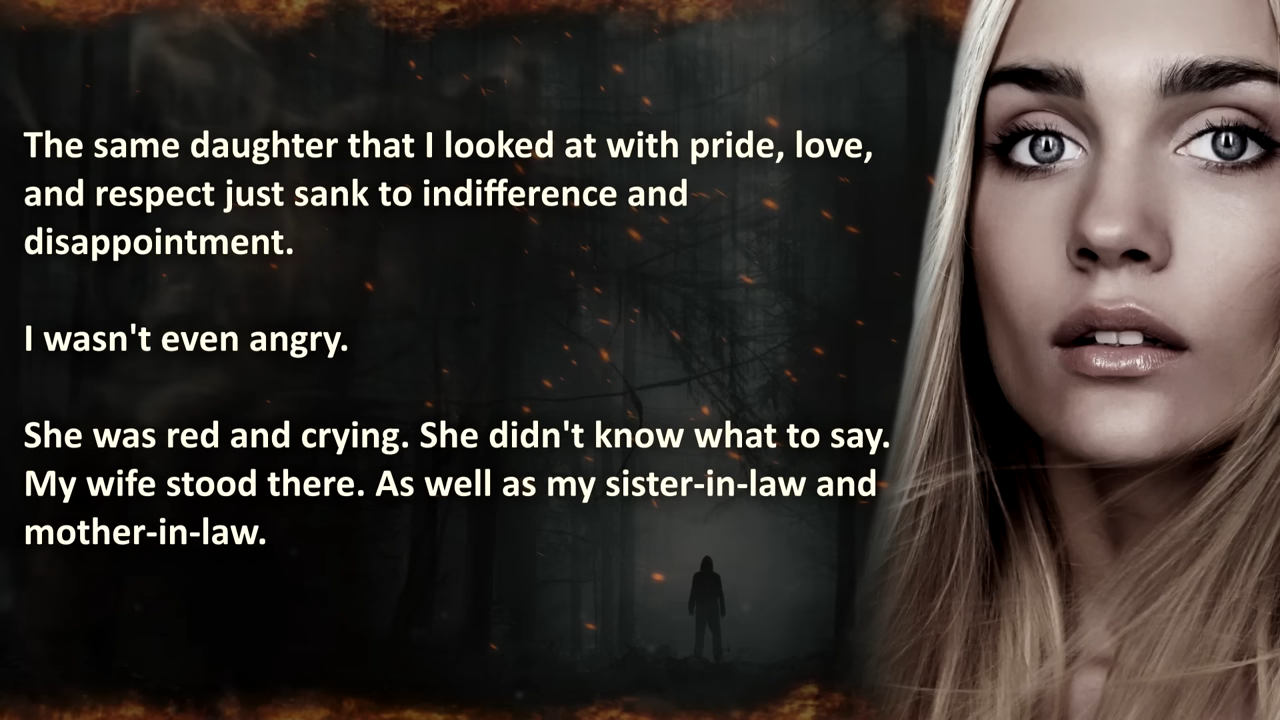 The same daughter that I looked at with pride, love,
and respect just sank to indifference and
disappointment.
I wasn't even angry.
She was red and crying. She didn't know what to say.
My wife stood there. As well as my sister-in-law and
mother-in-law.